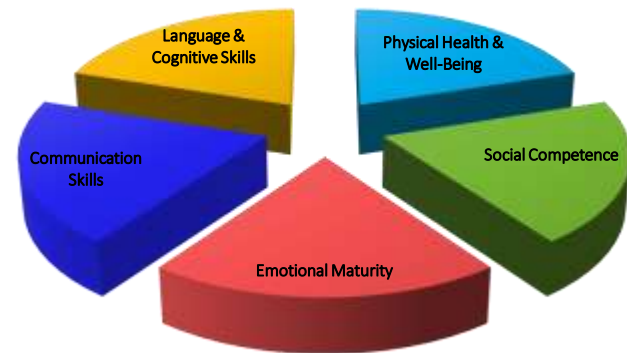 Language &
Cognitive Skills
Physical Health &
Well-Being
Communication
Skills
Social Competence
Emotional Maturity